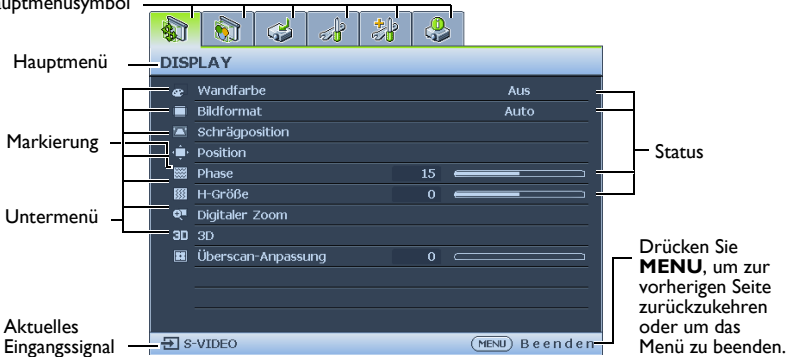 auptmenüsymbol
Hauptmenü
DISPLAY
Wandfarbe Aus
Bildformat Auto
Schrägposition
Markierung
Position
Status
Phase 15
H-Größe 0
Untermenü
Digitaler Zoom
3D 3D
Überscan-Anpassung 0
Drücken Sie
MENU, um zur
vorherigen Seite
zurückzukehren
oder um das
Menü zu beenden.
Aktuelles
Eingangssignal
S-VIDEO
MENU Beenden